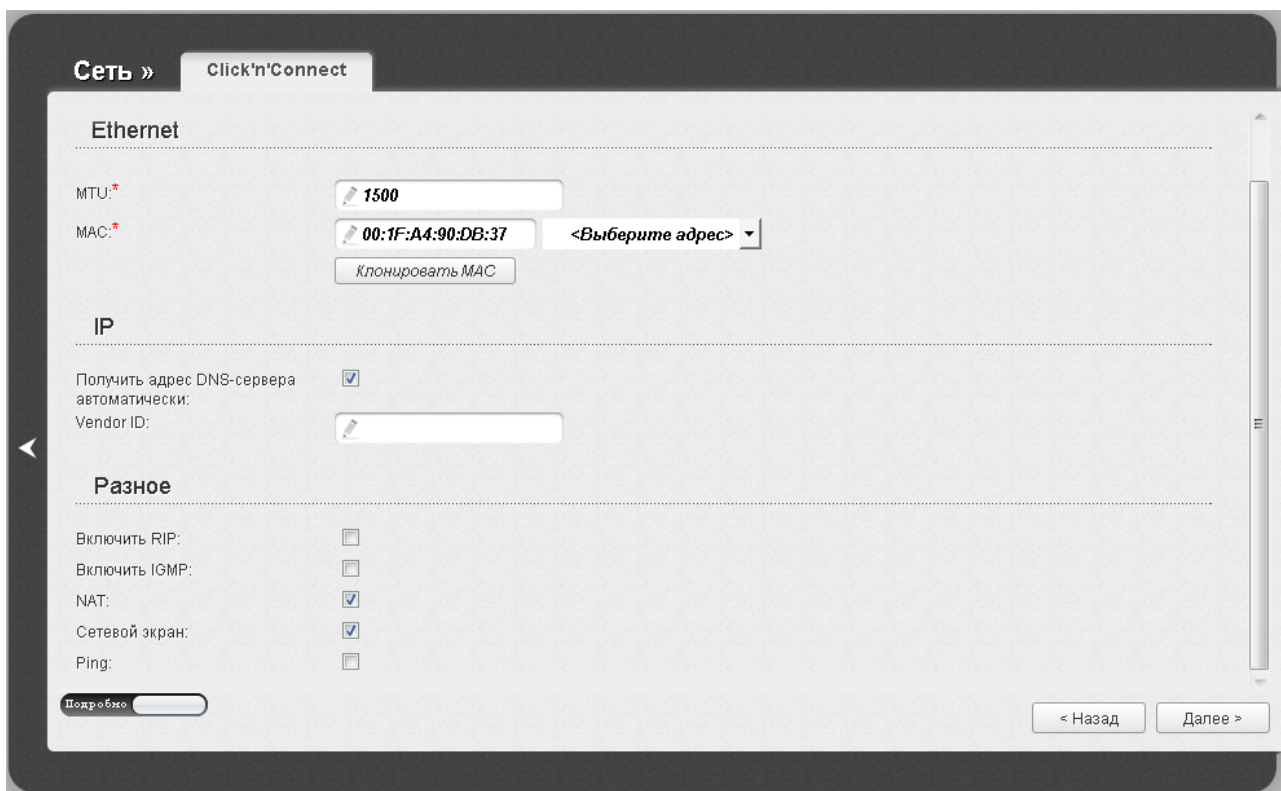 Сеть » Click'n'Connect
Ethernet
MTU:* 1500
MAC:* 00:1F:A4:90:DB:37 <Выберите адрес>
Клонировать MAC
IP
Получить адрес DNS-сервера
автоматически:
Vendor ID:
Разное
Включить RIP:
Включить IGMP:
NAT:
Сетевой экран:
Ping:
Подробно
< Назад Далее >